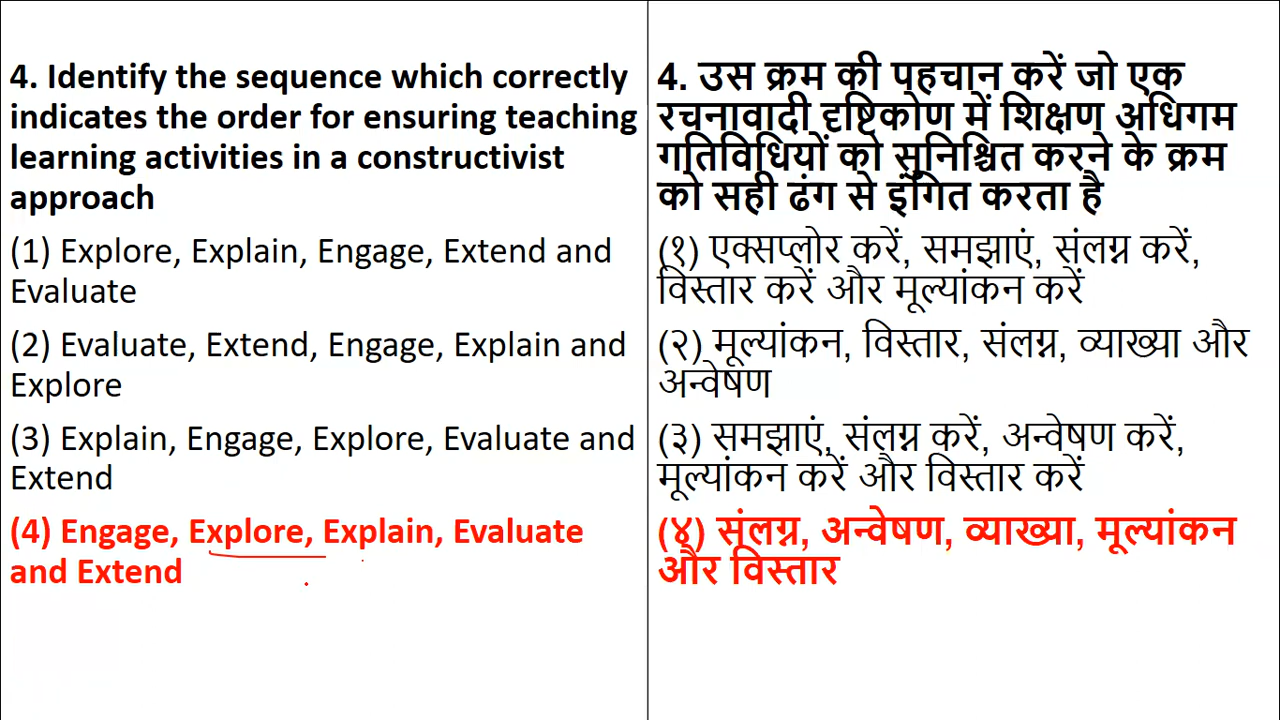 4. Identify the sequence which correctly
indicates the order for ensuring teaching
learning activities in a constructivist
approach
(1) Explore, Explain, Engage, Extend and
Evaluate
(2) Evaluate, Extend, Engage, Explain and
Explore
(3) Explain, Engage, Explore, Evaluate and
Extend
(4) Engage, Explore, Explain, Evaluate
and Extend
4. उस क्रम की पहचान करें जो एक
रचनावादी दृष्टिकोण में शिक्षण अधिगम
गतिविधियों को सुनिश्चित करने के क्रम
को सही ढंग से इंगित करता है
(१) एक्सप्लोर करें, समझाएं, संलग्न करें,
विस्तार करें और मूल्यांकन करें
(२) मूल्यांकन, विस्तार, संलग्न, व्याख्या और
अन्वेषण
(३) समझाएं, संलग्न करें, अन्वेषण करें,
मूल्यांकन करें और विस्तार करें
(४) संलग्न, अन्वेषण, व्याख्या, मूल्यांकन
और विस्तार